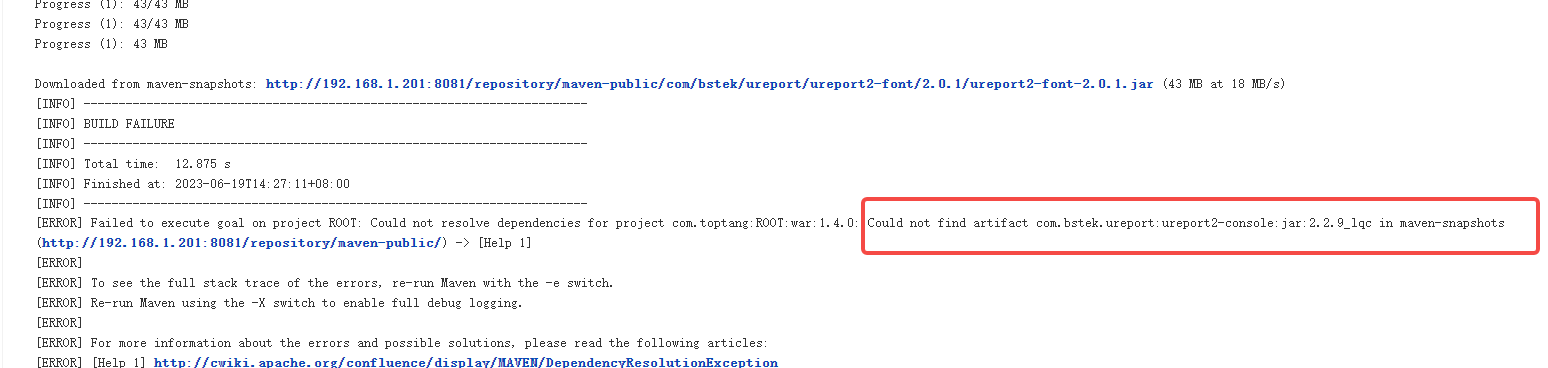 Progress (1): 43/43 MB
Progress (1): 43/43 MB
Progress (1): 43 MB
Downloaded from maven-snapshots: http://192.168.1.201:8081/repository/maven-public/com/bstek/ureport/ureport2-font/2.0.1/ureport2-font-2.0.1.jar (43 MB at 18 MB/s)
[INFO] ------------------------------------------------------------------------
[INFO] BUILD FAILURE
[INFO] ------------------------------------------------------------------------
[INFO] Total time:  12.875 s
[INFO] Finished at: 2023-06-19T14:27:11+08:00
[INFO] ------------------------------------------------------------------------
[ERROR] Failed to execute goal on project ROOT: Could not resolve dependencies for project com.toptang:ROOT:war:1.4.0: Could not find artifact com.bstek.ureport:ureport2-console:jar:2.2.9_lqc in maven-snapshots
(http://192.168.1.201:8081/repository/maven-public/) -> [Help 1]
[ERROR]
[ERROR] To see the full stack trace of the errors, re-run Maven with the -e switch.
[ERROR] Re-run Maven using the -X switch to enable full debug logging.
[ERROR]
[ERROR] For more information about the errors and possible solutions, please read the following articles:
[ERROR] [Help 1] http://cwiki.apache.org/confluence/display/MAVEN/DependencyResolutionException